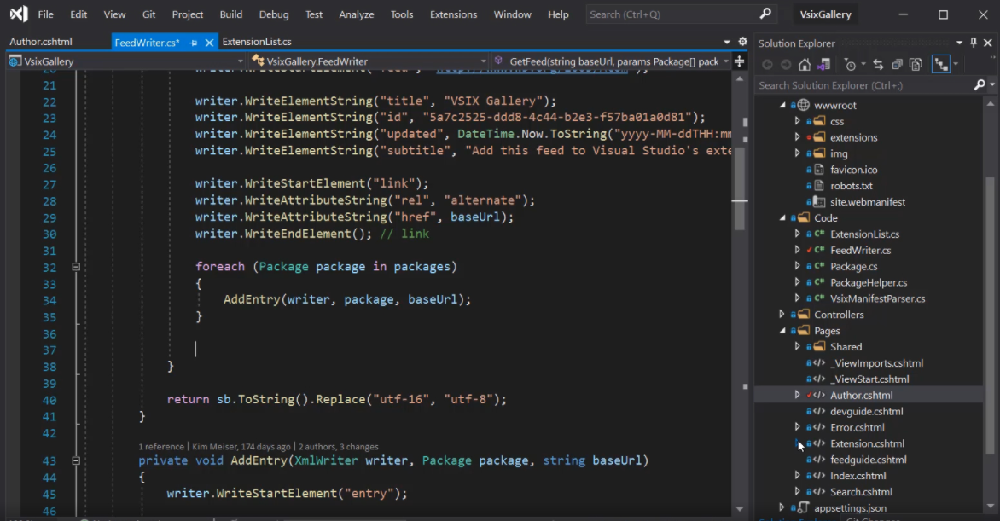 File Edit View Git Project Build Debug Test Analyze Tools Extensions Window Help Search (Ctrl+Q) VsixGallery
Author.cshtml FeedWriter.cs* ExtensionList.cs
VsixGallery VsixGallery.FeedWriter GetFeed(string baseUrl, params Package[] pack
21
22 writer.WriteElementString("title", "VSIX Gallery");
23 writer.WriteElementString("id", "5a7c2525-ddd8-4c44-b2e3-f57ba01a0d81");
24 writer.WriteElementString("updated", DateTime.Now.ToString("yyyy-MM-ddTHH:mm
25 writer.WriteElementString("subtitle", "Add this feed to Visual Studio's exte
26
27 writer.WriteStartElement("link");
28 writer.WriteAttributeString("rel", "alternate");
29 writer.WriteAttributeString("href", baseUrl);
30 writer.WriteEndElement(); // link
31
32 foreach (Package package in packages)
33 {
34 AddEntry(writer, package, baseUrl);
35 }
36
37
38 }
39
40 return sb.ToString().Replace("utf-16", "utf-8");
41 }
42
1 reference | Kim Meiser, 174 days ago | 2 authors, 3 changes
43 private void AddEntry(XmlWriter writer, Package package, string baseUrl)
44 {
45 writer.WriteStartElement("entry");
46
Solution Explorer
Search Solution Explorer (Ctrl+;)
wwwroot
css
extensions
img
favicon.ico
robots.txt
site.webmanifest
Code
C# ExtensionList.cs
C# FeedWriter.cs
C# Package.cs
C# PackageHelper.cs
C# VsixManifestParser.cs
Controllers
Pages
Shared
_ViewImports.cshtml
_ViewStart.cshtml
Author.cshtml
devguide.cshtml
Error.cshtml
Extension.cshtml
feedguide.cshtml
Index.cshtml
Search.cshtml
appsettings.json